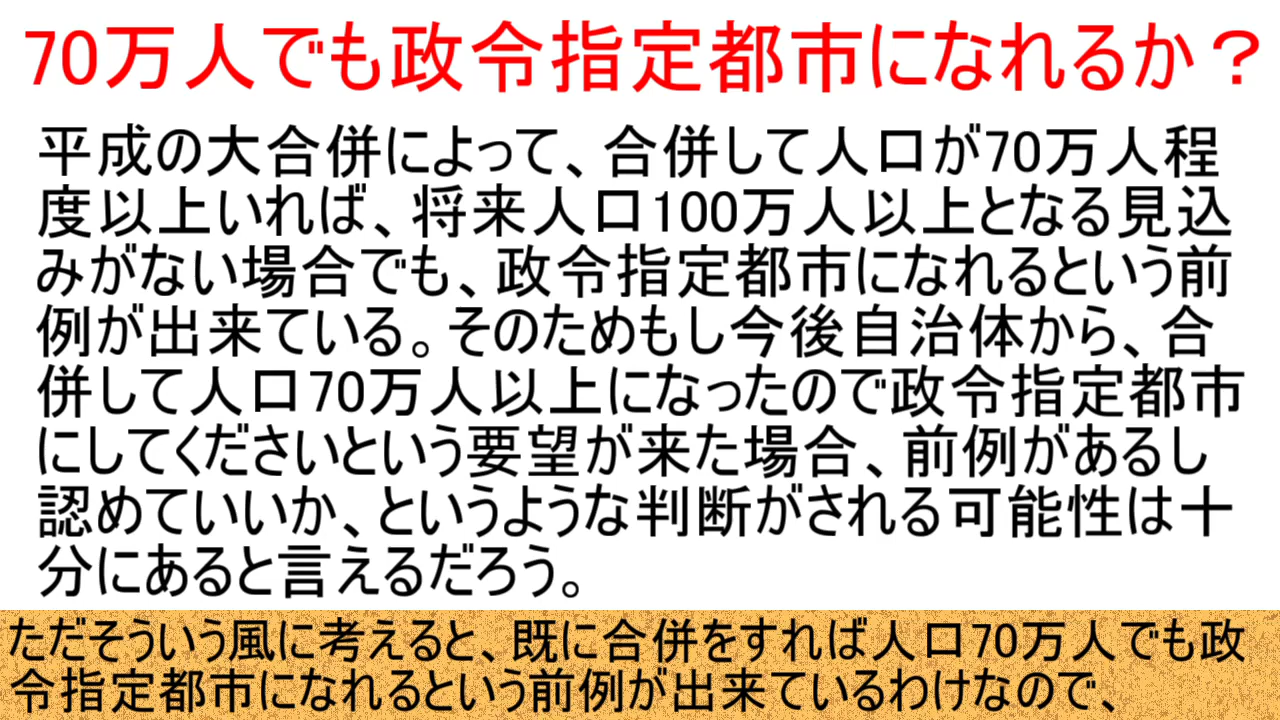 70万人でも政令指定都市になれるか？
平成の大合併によって、合併して人口が70万人程
度以上いれば、将来人口100万人以上となる見込
みがない場合でも、政令指定都市になれるという前
例が出来ている。そのためもし今後自治体から、合
併して人口70万人以上になったので政令指定都市
にしてくださいという要望が来た場合、前例があるし
認めていいか、というような判断がされる可能性は十
分にあると言えるだろう。
ただそういう風に考えると、既に合併をすれば人口70万人でも政
令指定都市になれるという前例が出来ているわけなので、